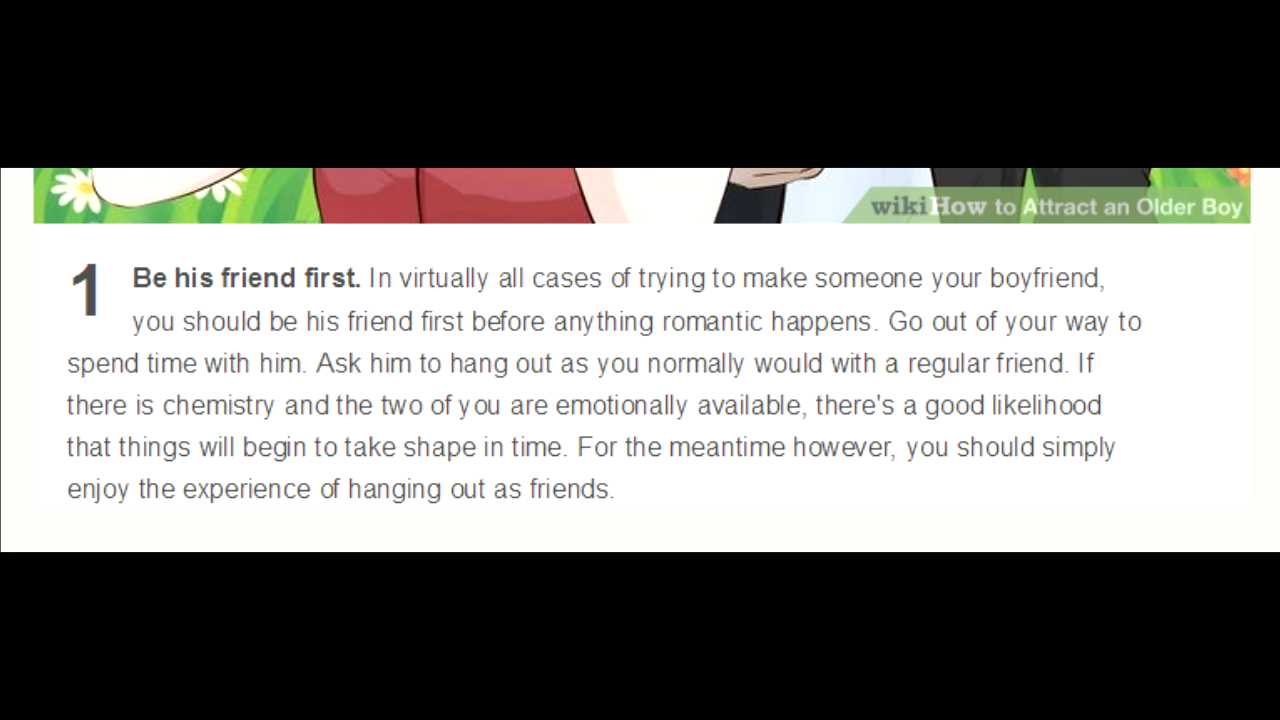 wikiHow to Attract an Older Boy
1 Be his friend first. In virtually all cases of trying to make someone your boyfriend,
you should be his friend first before anything romantic happens. Go out of your way to
spend time with him. Ask him to hang out as you normally would with a regular friend. If
there is chemistry and the two of you are emotionally available, there's a good likelihood
that things will begin to take shape in time. For the meantime however, you should simply
enjoy the experience of hanging out as friends.